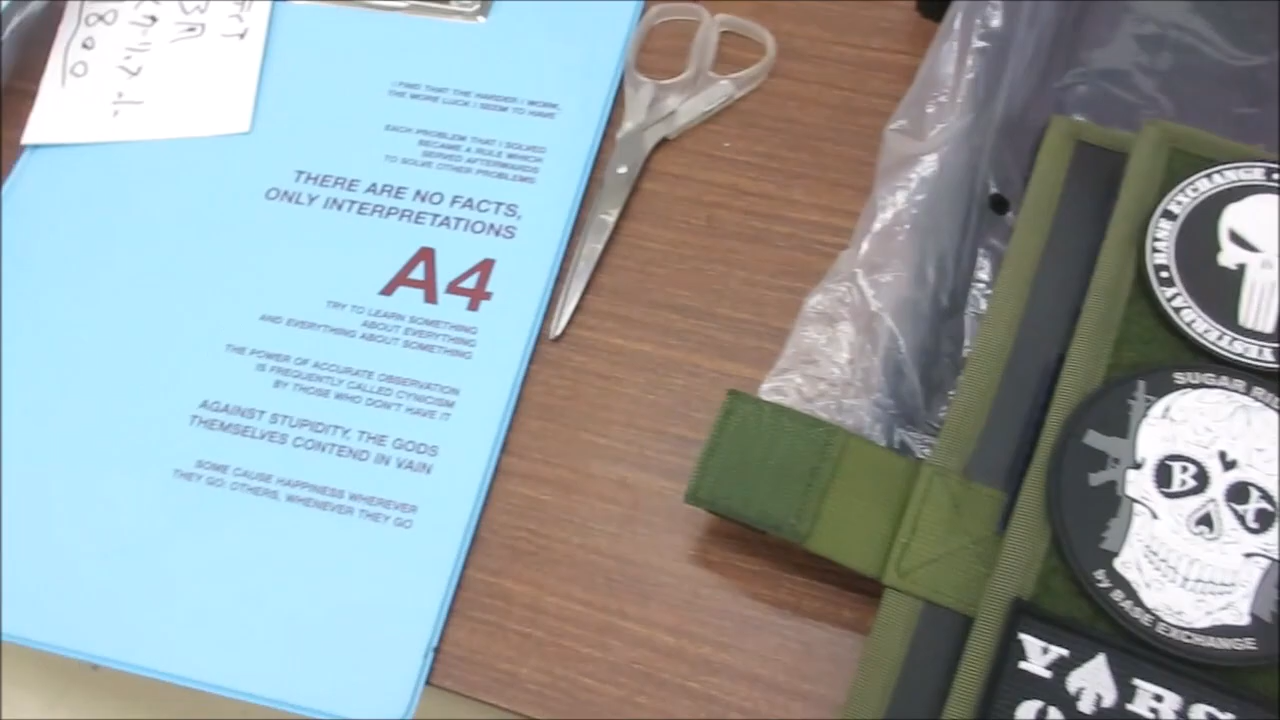 800
I FIND THAT THE HARDER I WORK,
THE MORE LUCK I SEEM TO HAVE
EACH PROBLEM THAT I SOLVED
BECAME A RULE WHICH
SERVED AFTERWARDS
TO SOLVE OTHER PROBLEMS
THERE ARE NO FACTS,
ONLY INTERPRETATIONS
A4
TRY TO LEARN SOMETHING
ABOUT EVERYTHING
AND EVERYTHING ABOUT SOMETHING
THE POWER OF ACCURATE OBSERVATION
IS FREQUENTLY CALLED CYNICISM
BY THOSE WHO DON'T HAVE IT
AGAINST STUPIDITY, THE GODS
THEMSELVES CONTEND IN VAIN
SOME CAUSE HAPPINESS WHEREVER
THEY GO; OTHERS, WHENEVER THEY GO
• BASE EXCHANGE •
YESTERDAY
SUGAR
B X
by BASE EXCHANGE